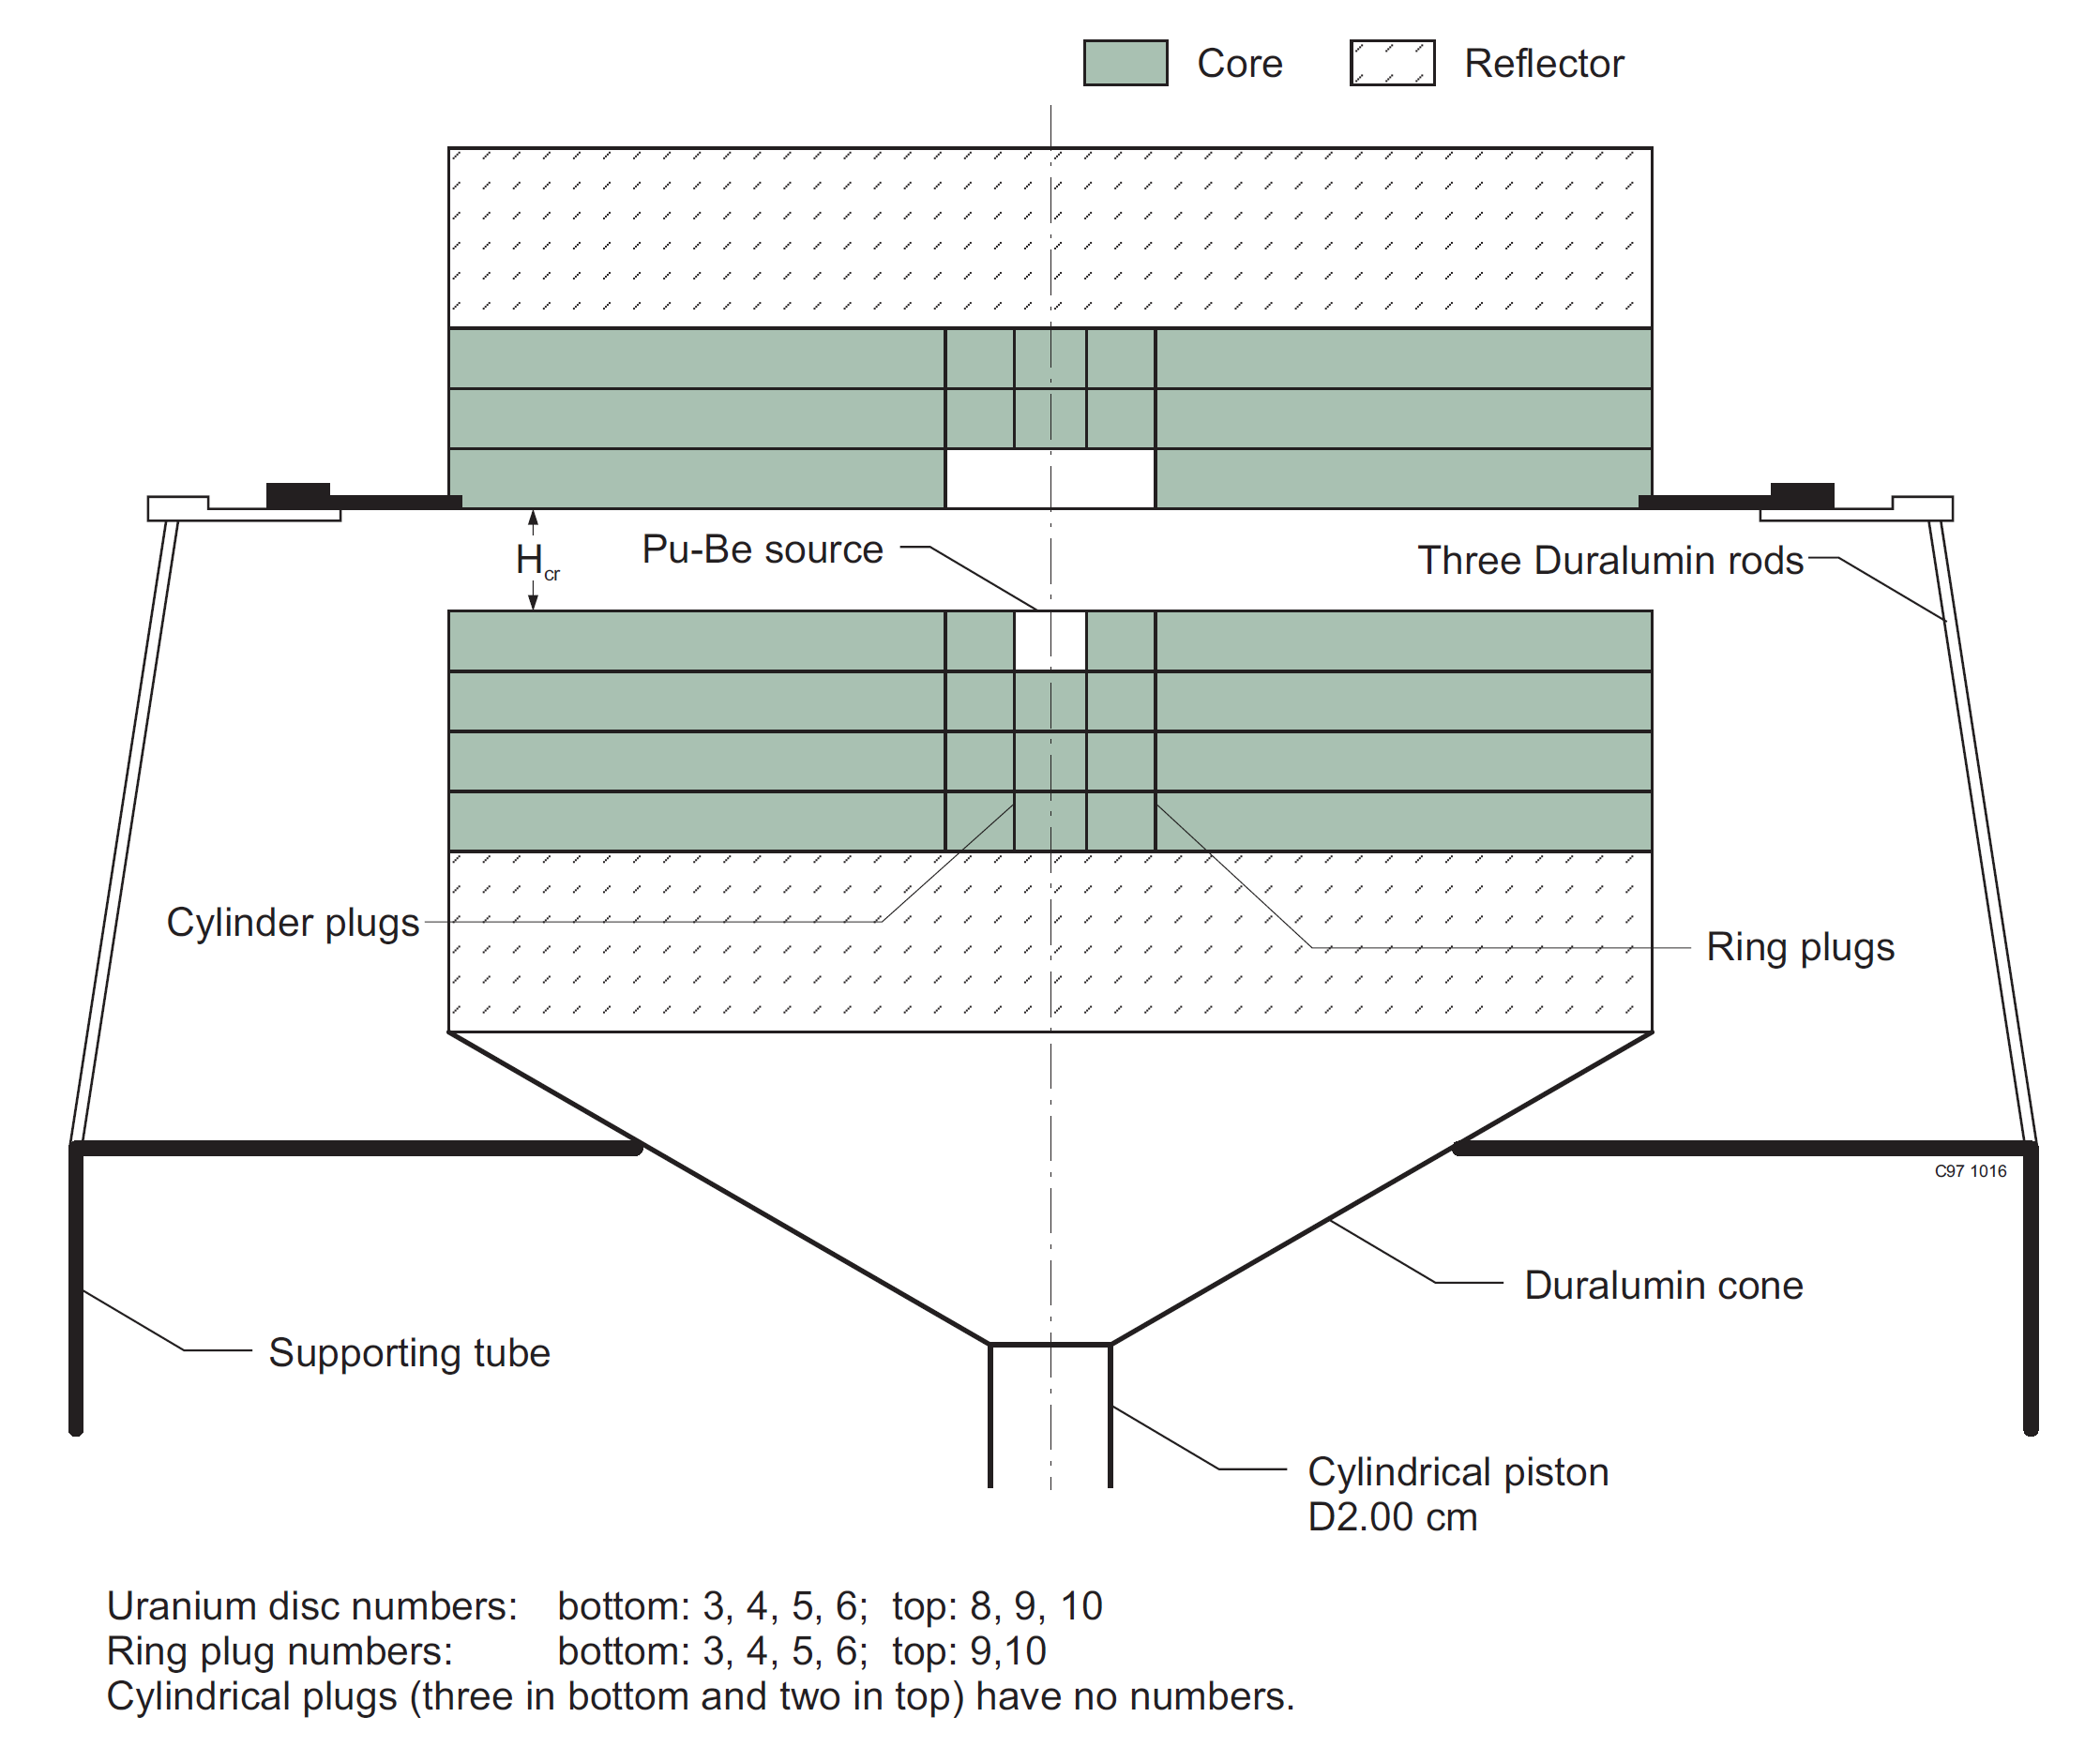 Core
Reflector
H_cr
Pu-Be source
Three Duralumin rods
Cylinder plugs
Ring plugs
C97 1016
Duralumin cone
Supporting tube
Cylindrical piston
D2.00 cm
Uranium disc numbers: bottom: 3, 4, 5, 6; top: 8, 9, 10
Ring plug numbers: bottom: 3, 4, 5, 6; top: 9,10
Cylindrical plugs (three in bottom and two in top) have no numbers.